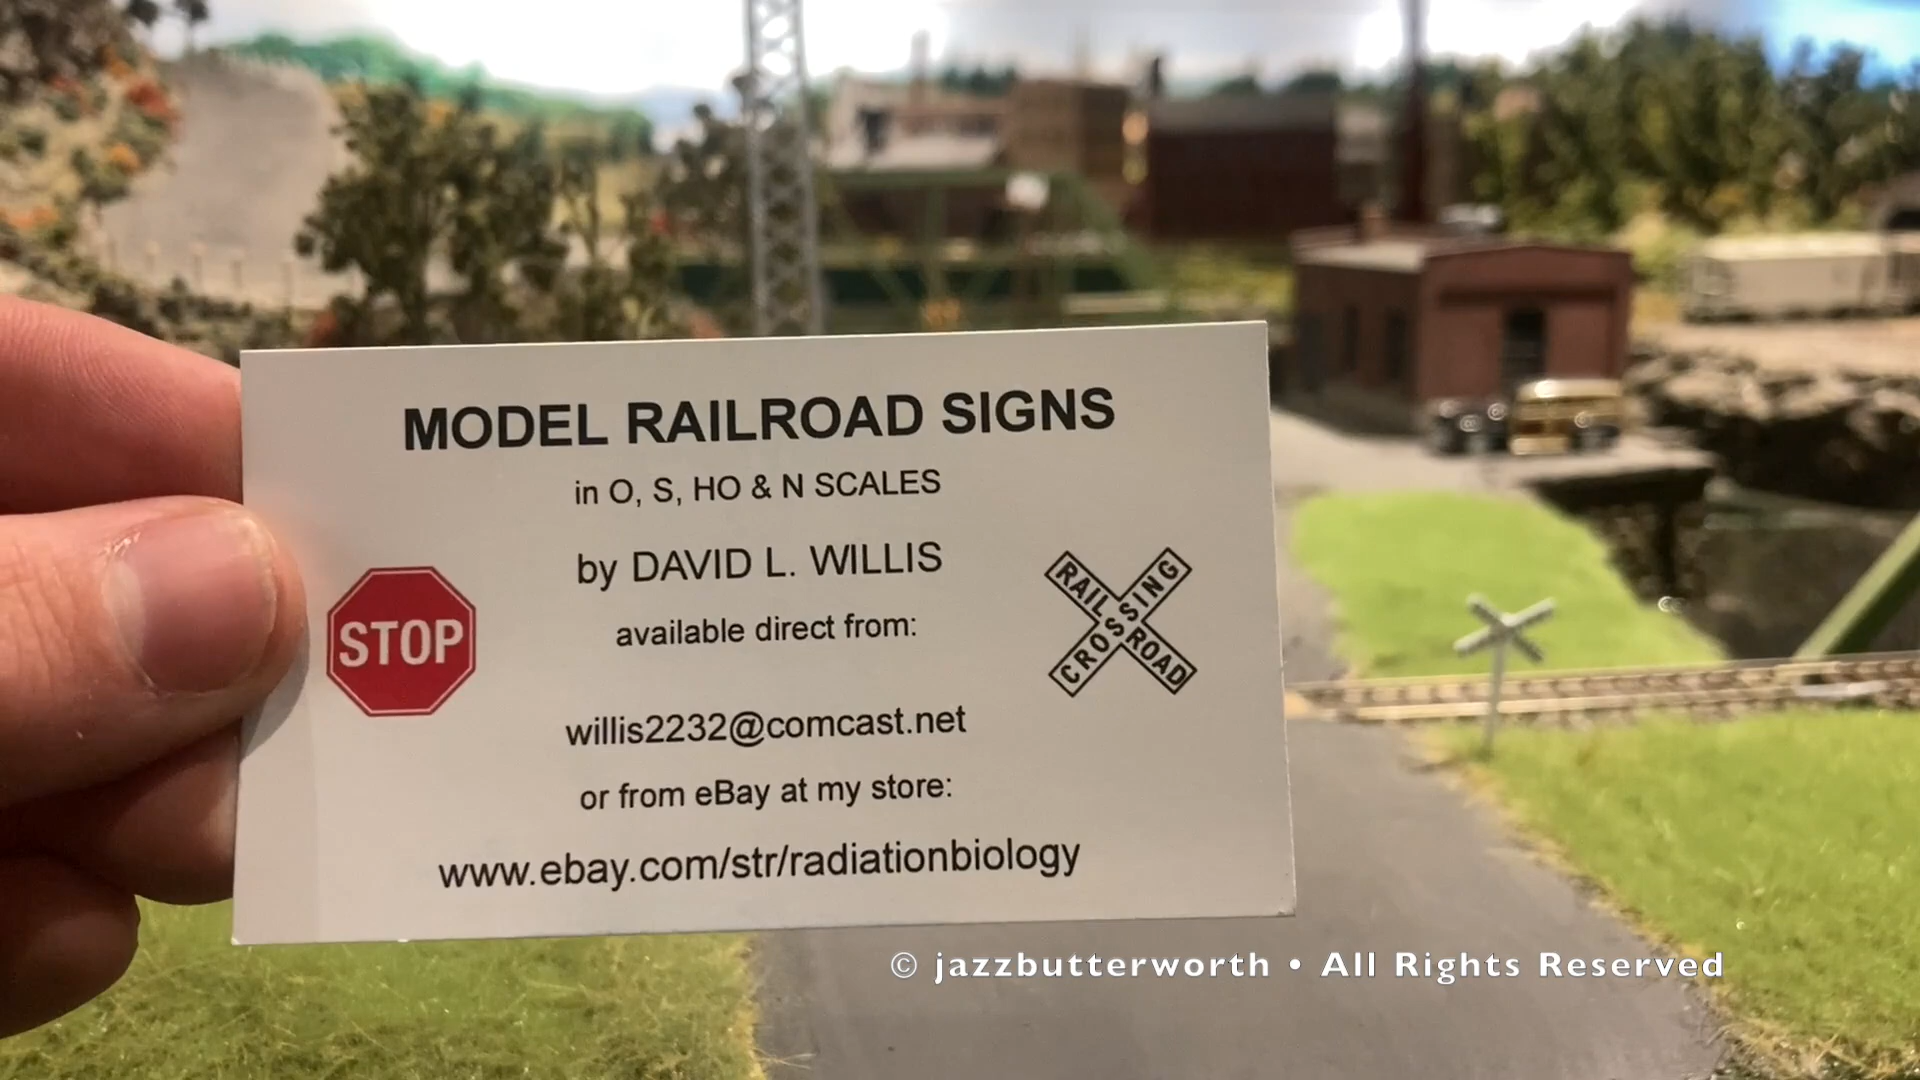 MODEL RAILROAD SIGNS
in O, S, HO & N SCALES
by DAVID L. WILLIS
available direct from:
STOP
RAIL ROAD
CROSSING
willis2232@comcast.net
or from eBay at my store:
www.ebay.com/str/radiationbiology
© jazzbutterworth • All Rights Reserved